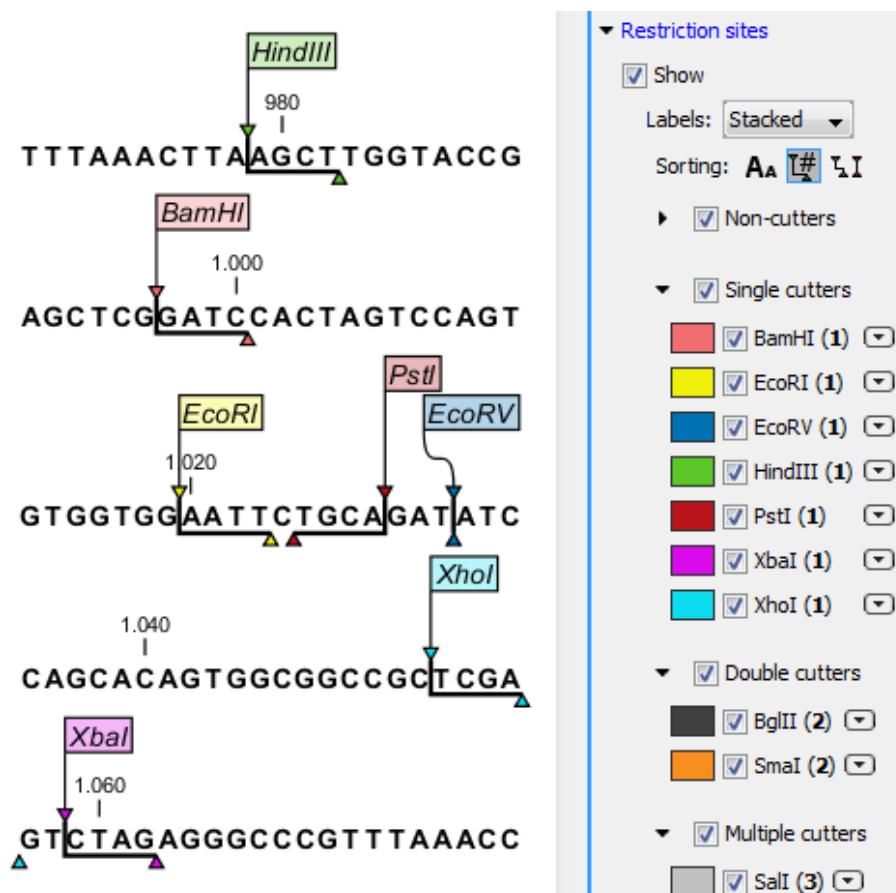 HindIII
980
TTTAAACTTAAGCTTGGTACCG
BamHI
1.000
AGCTCGGATCCACTAGTCCAGT
PstI
EcoRI EcoRV
1.020
GTGGTGGAATTCTGCAGATATC
XhoI
1.040
CAGCACAGTGGCGGCCGCTCGA
XbaI
1.060
GTCTAGAGGGCCCGTTTAAACC
Restriction sites
Show
Labels: Stacked
Sorting: AA #
Non-cutters
Single cutters
BamHI (1)
EcoRI (1)
EcoRV (1)
HindIII (1)
PstI (1)
XbaI (1)
XhoI (1)
Double cutters
BglII (2)
SmaI (2)
Multiple cutters
SalI (3)